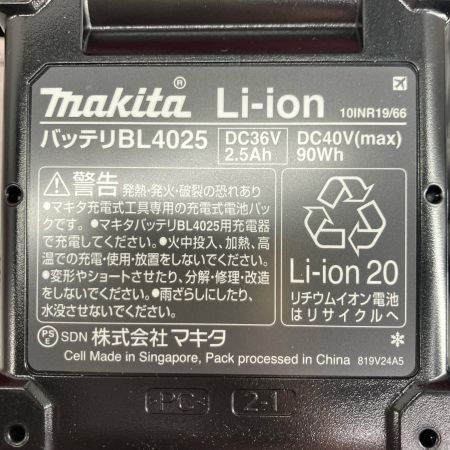 makita® Li-ion 10INR19/66
バッテリBL4025 DC36V 2.5Ah DC40V(max) 90Wh
警告 発熱・発火・破裂の恐れあり
●マキタ充電式工具専用の充電式電池パッ
クです。●マキタバッテリBL4025用充電器
で充電してください。●火中投入、加熱、高
温での充電・使用・放置をしないでください。
●変形やショートさせたり、分解・修理・改造
をしないでください。●雨ざらしにしたり、
水没させないでください。
Li-ion 20
リチウムイオン電池
はリサイクルへ
PSE SDN 株式会社マキタ
Cell Made in Singapore, Pack processed in China 819V24A5
>PC< 2-1